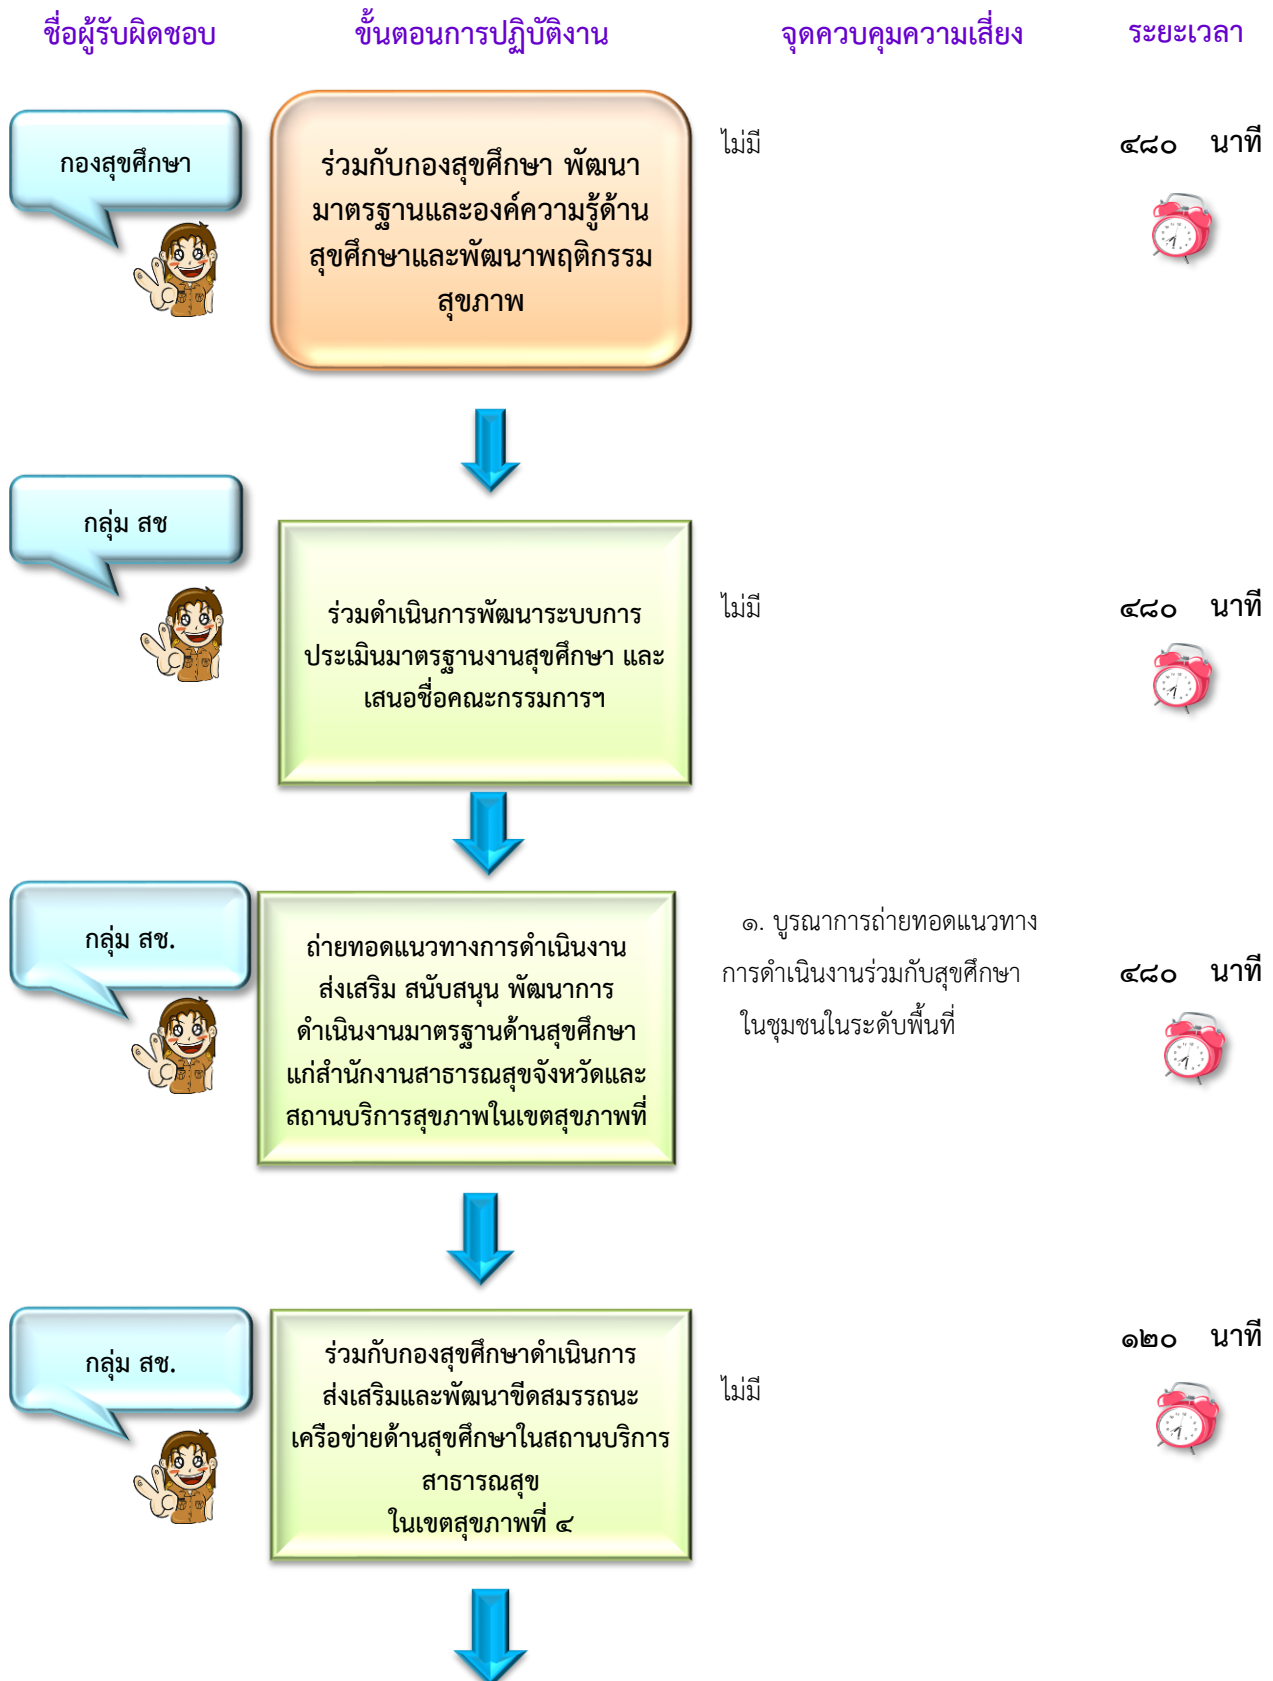 ชื่อผู้รับผิดชอบ
ขั้นตอนการปฏิบัติงาน
จุดควบคุมความเสี่ยง
ระยะเวลา
กองสุขศึกษา
ร่วมกับกองสุขศึกษา พัฒนา
มาตรฐานและองค์ความรู้ด้าน
สุขศึกษาและพัฒนาพฤติกรรม
สุขภาพ
ไม่มี
๔๘๐ นาที
กลุ่ม สช
ร่วมดำเนินการพัฒนาระบบการ
ประเมินมาตรฐานงานสุขศึกษา และ
เสนอชื่อคณะกรรมการฯ
ไม่มี
๔๘๐ นาที
กลุ่ม สช.
ถ่ายทอดแนวทางการดำเนินงาน
ส่งเสริม สนับสนุน พัฒนาการ
ดำเนินงานมาตรฐานด้านสุขศึกษา
แก่สำนักงานสาธารณสุขจังหวัดและ
สถานบริการสุขภาพในเขตสุขภาพที่
๑. บูรณาการถ่ายทอดแนวทาง
การดำเนินงานร่วมกับสุขศึกษา
ในชุมชนในระดับพื้นที่
๔๘๐ นาที
กลุ่ม สช.
ร่วมกับกองสุขศึกษาดำเนินการ
ส่งเสริมและพัฒนาขีดสมรรถนะ
เครือข่ายด้านสุขศึกษาในสถานบริการ
สาธารณสุข
ในเขตสุขภาพที่ ๔
ไม่มี
๑๒๐ นาที